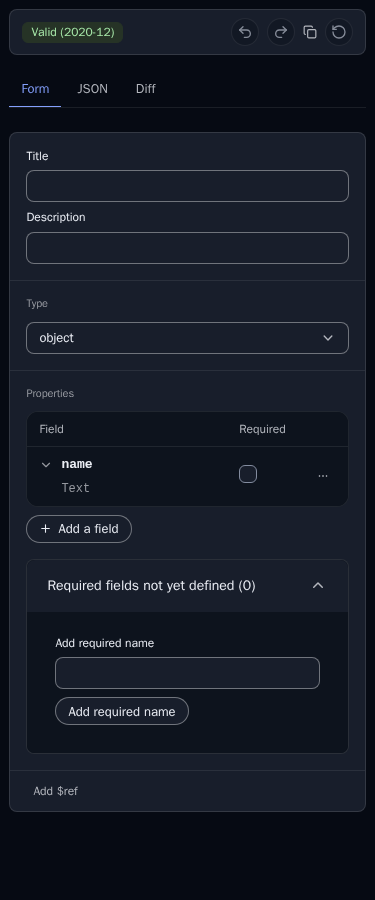 Valid (2020-12)
Form JSON Diff
Title
Description
Type
object
Properties
Field Required
name
Text
...
+ Add a field
Required fields not yet defined (0)
Add required name
Add required name
Add $ref